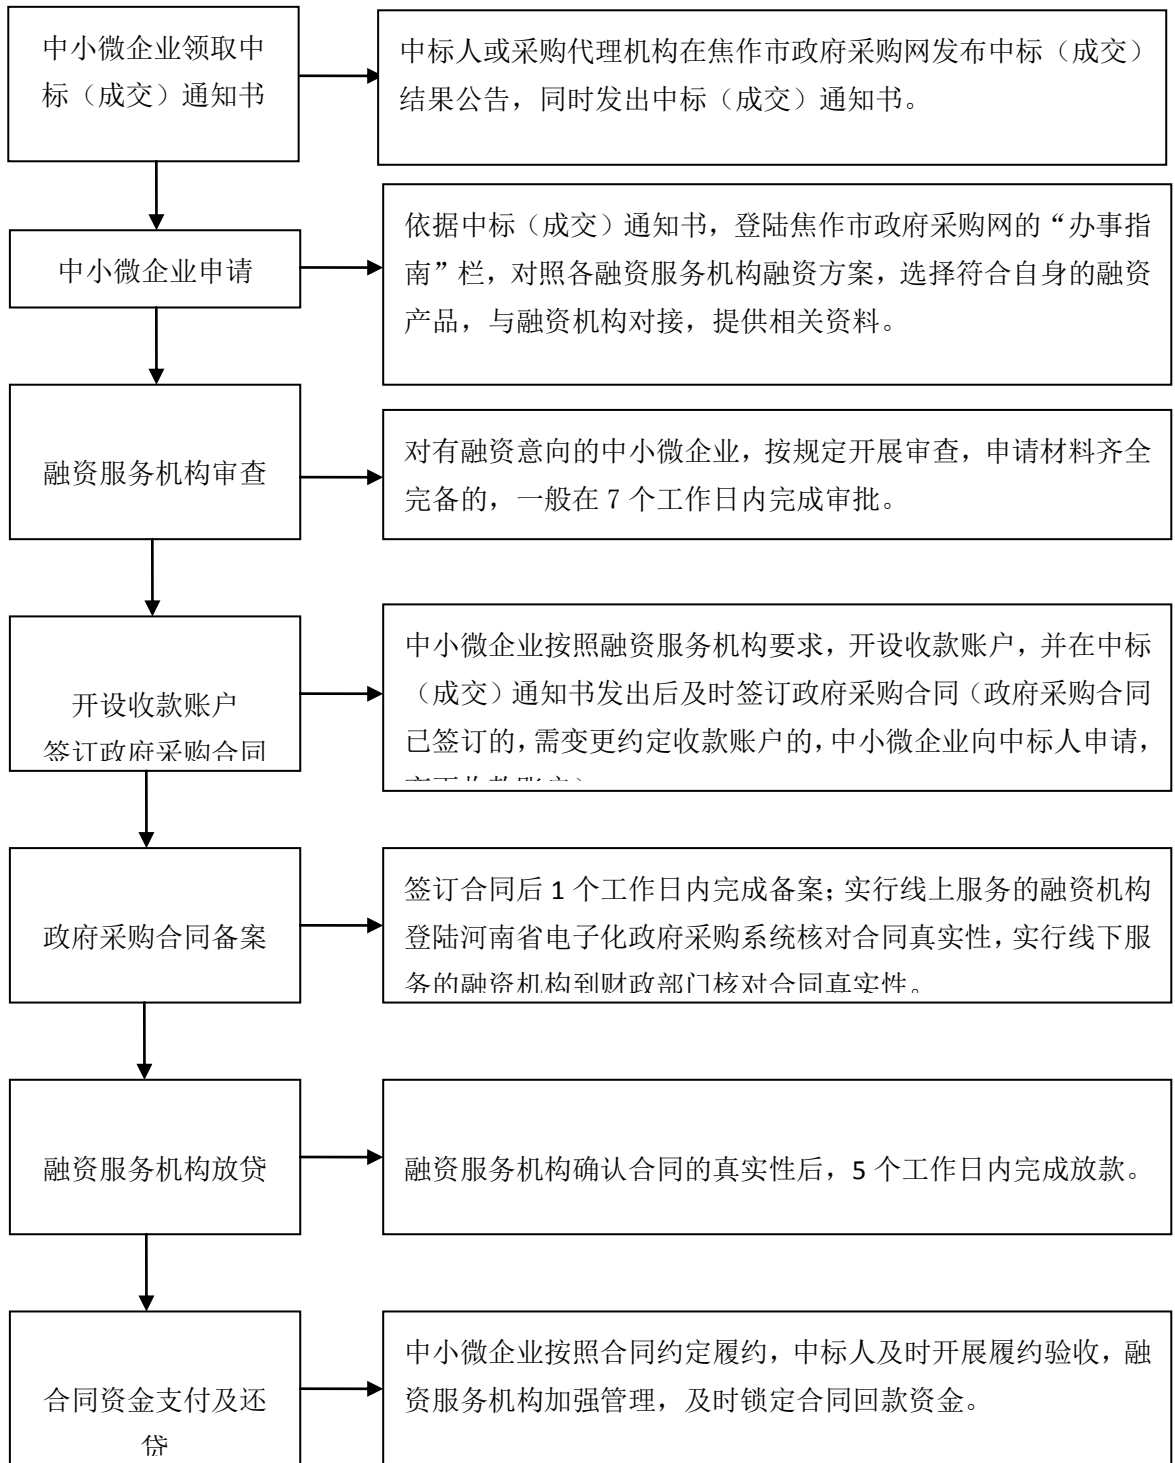 中小微企业领取中
标（成交）通知书
中标人或采购代理机构在焦作市政府采购网发布中标（成交）
结果公告，同时发出中标（成交）通知书。
中小微企业申请
依据中标（成交）通知书，登陆焦作市政府采购网的“办事指
南”栏，对照各融资服务机构融资方案，选择符合自身的融资
产品，与融资机构对接，提供相关资料。
融资服务机构审查
对有融资意向的中小微企业，按规定开展审查，申请材料齐全
完备的，一般在 7 个工作日内完成审批。
开设收款账户
签订政府采购合同
中小微企业按照融资服务机构要求，开设收款账户，并在中标
（成交）通知书发出后及时签订政府采购合同（政府采购合同
已签订的，需变更约定收款账户的，中小微企业向中标人申请，
政府采购合同备案
签订合同后 1 个工作日内完成备案；实行线上服务的融资机构
登陆河南省电子化政府采购系统核对合同真实性，实行线下服
务的融资机构到财政部门核对合同真实性。
融资服务机构放贷
融资服务机构确认合同的真实性后，5 个工作日内完成放款。
合同资金支付及还
贷
中小微企业按照合同约定履约，中标人及时开展履约验收，融
资服务机构加强管理，及时锁定合同回款资金。